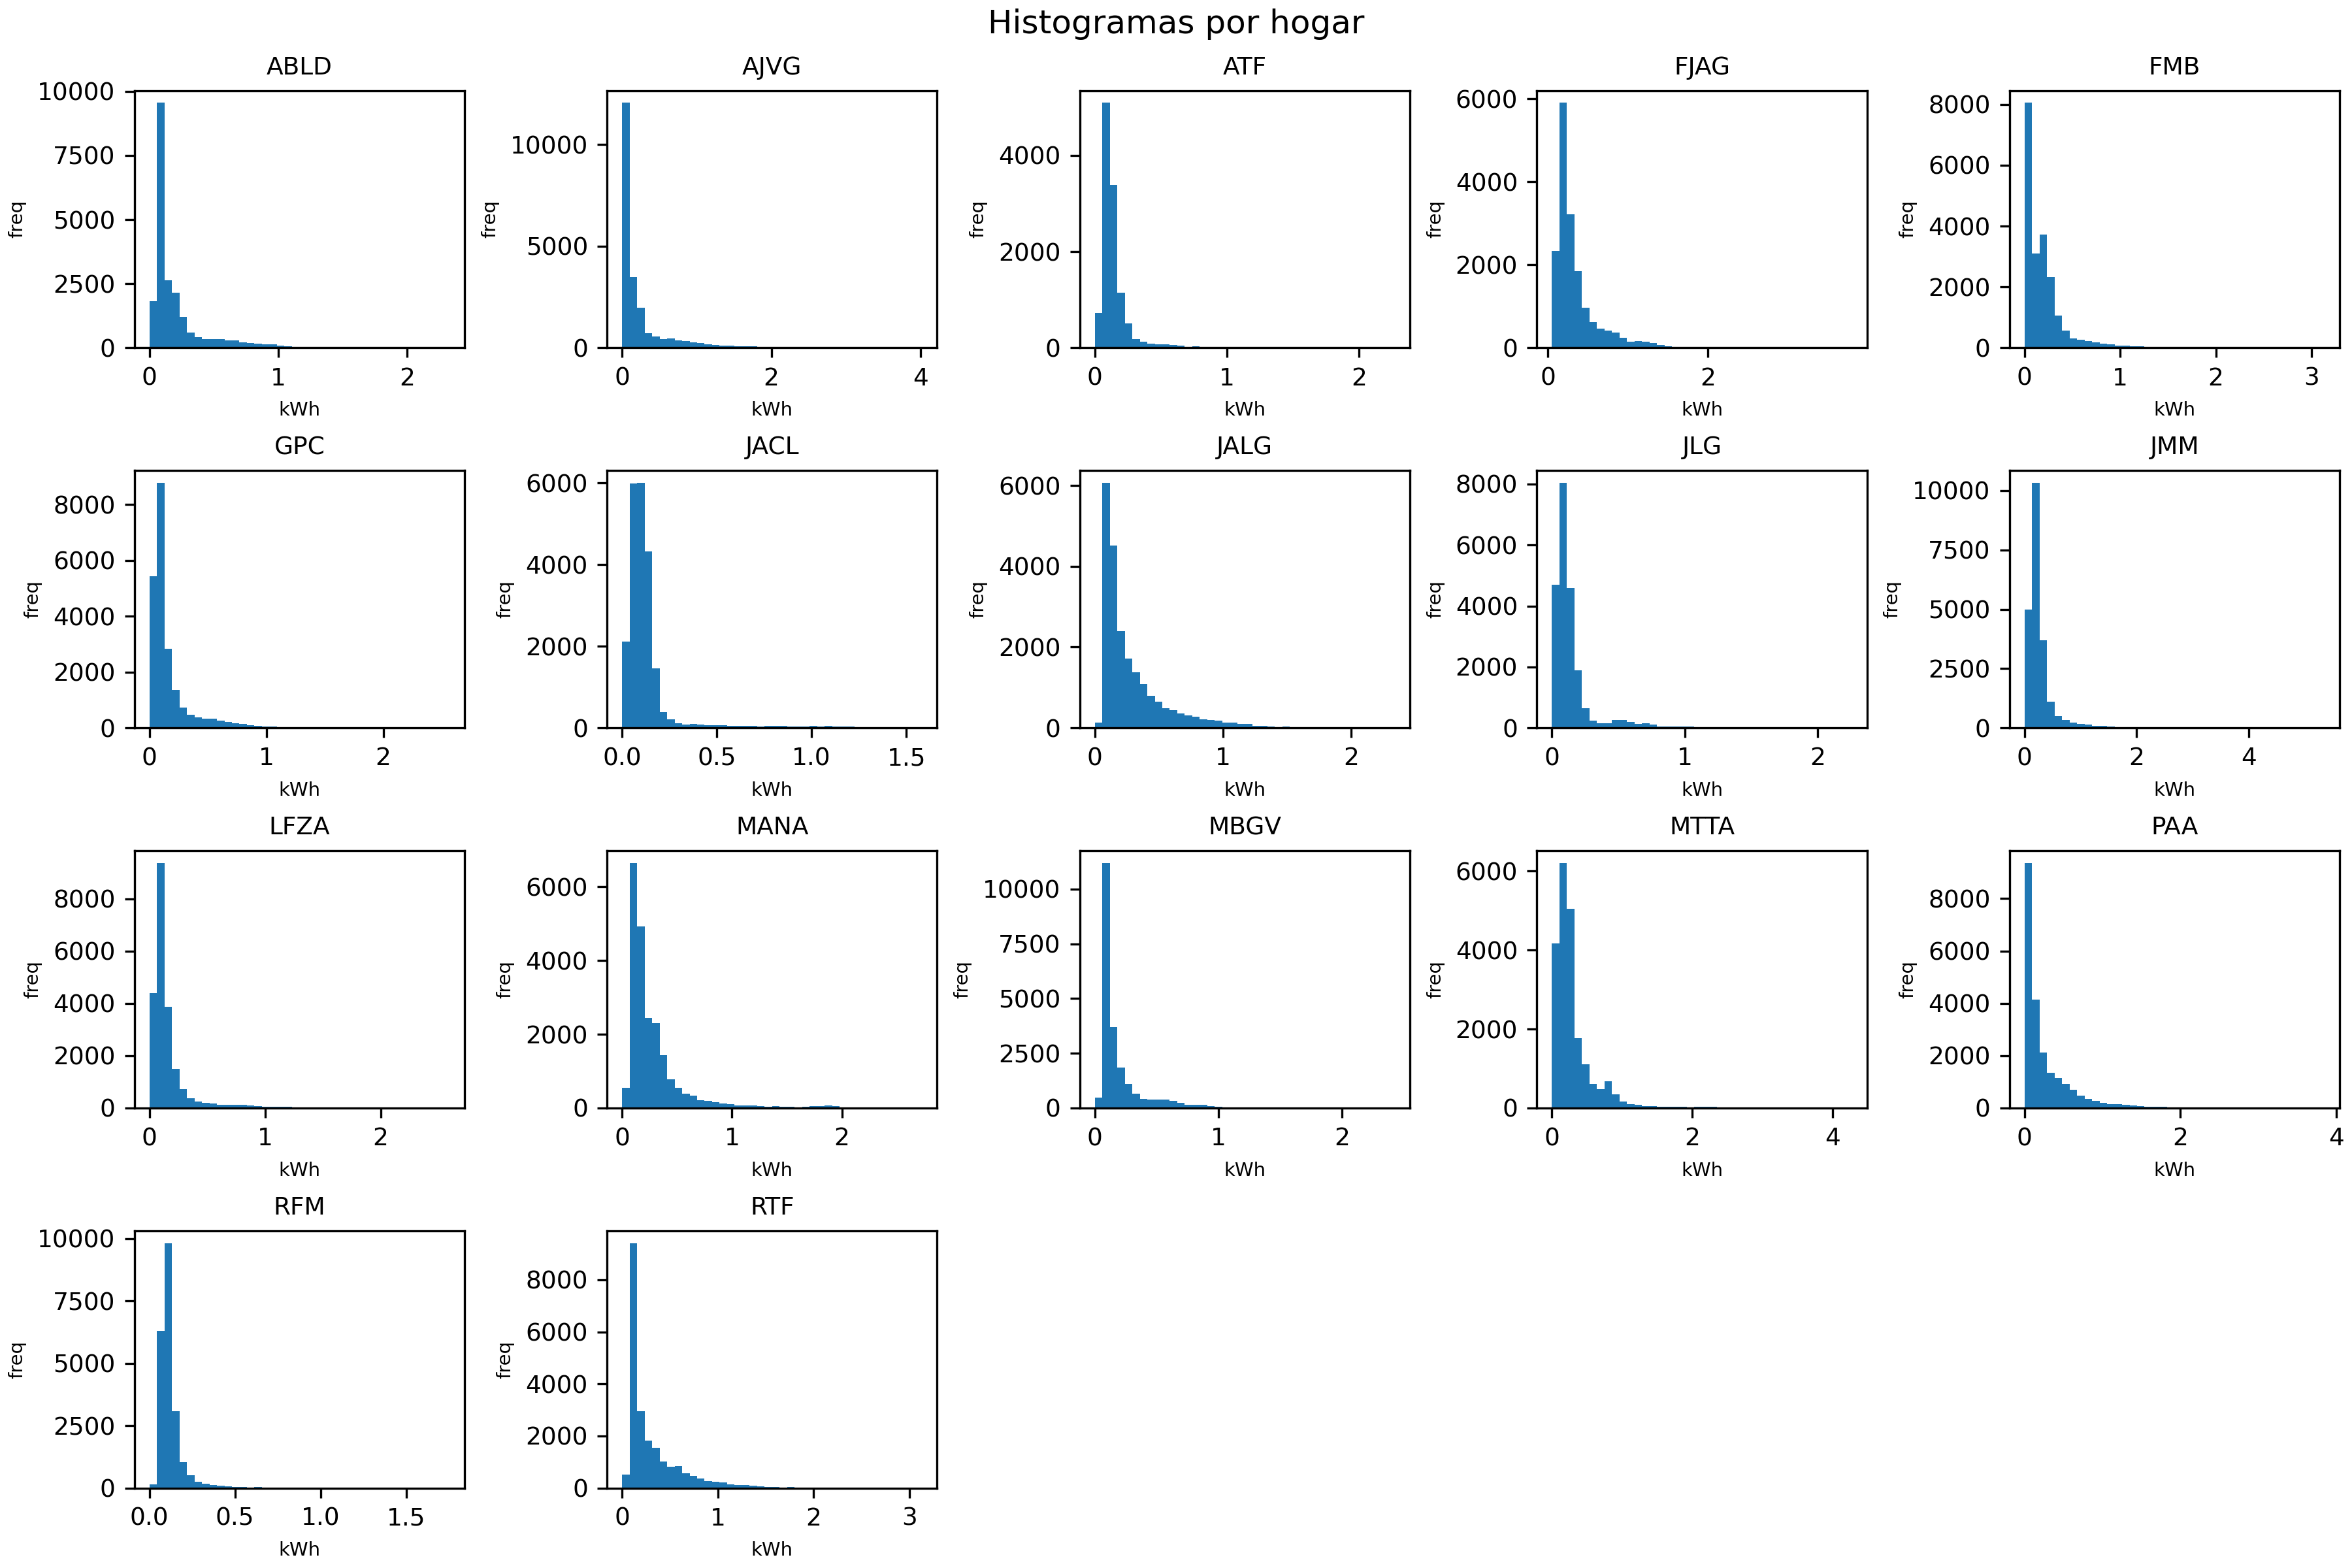 Histogramas por hogar
ABLD
AJVG
ATF
FJAG
FMB
10000
7500
5000
2500
0
freq
0 1 2
kWh
10000
5000
0
freq
0 2 4
kWh
4000
2000
0
freq
0 1 2
kWh
6000
4000
2000
0
freq
0 2
kWh
8000
6000
4000
2000
0
freq
0 1 2 3
kWh
GPC
JACL
JALG
JLG
JMM
8000
6000
4000
2000
0
freq
0 1 2
kWh
6000
4000
2000
0
freq
0.0 0.5 1.0 1.5
kWh
6000
4000
2000
0
freq
0 1 2
kWh
8000
6000
4000
2000
0
freq
0 1 2
kWh
10000
7500
5000
2500
0
freq
0 2 4
kWh
LFZA
MANA
MBGV
MTTA
PAA
8000
6000
4000
2000
0
freq
0 1 2
kWh
6000
4000
2000
0
freq
0 1 2
kWh
10000
7500
5000
2500
0
freq
0 1 2
kWh
6000
4000
2000
0
freq
0 2 4
kWh
8000
6000
4000
2000
0
freq
0 2 4
kWh
RFM
RTF
10000
7500
5000
2500
0
freq
0.0 0.5 1.0 1.5
kWh
8000
6000
4000
2000
0
freq
0 1 2 3
kWh